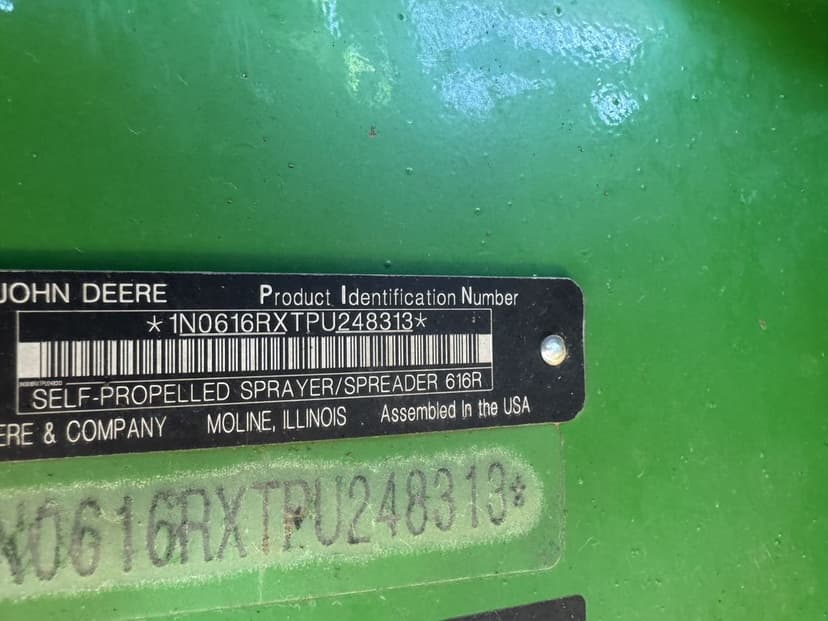 JOHN DEERE Product Identification Number
*1N0616RXTPU248313*
SELF-PROPELLED SPRAYER/SPREADER 616R
ERE & COMPANY MOLINE, ILLINOIS Assembled In the USA
N0616RXTPU248313*